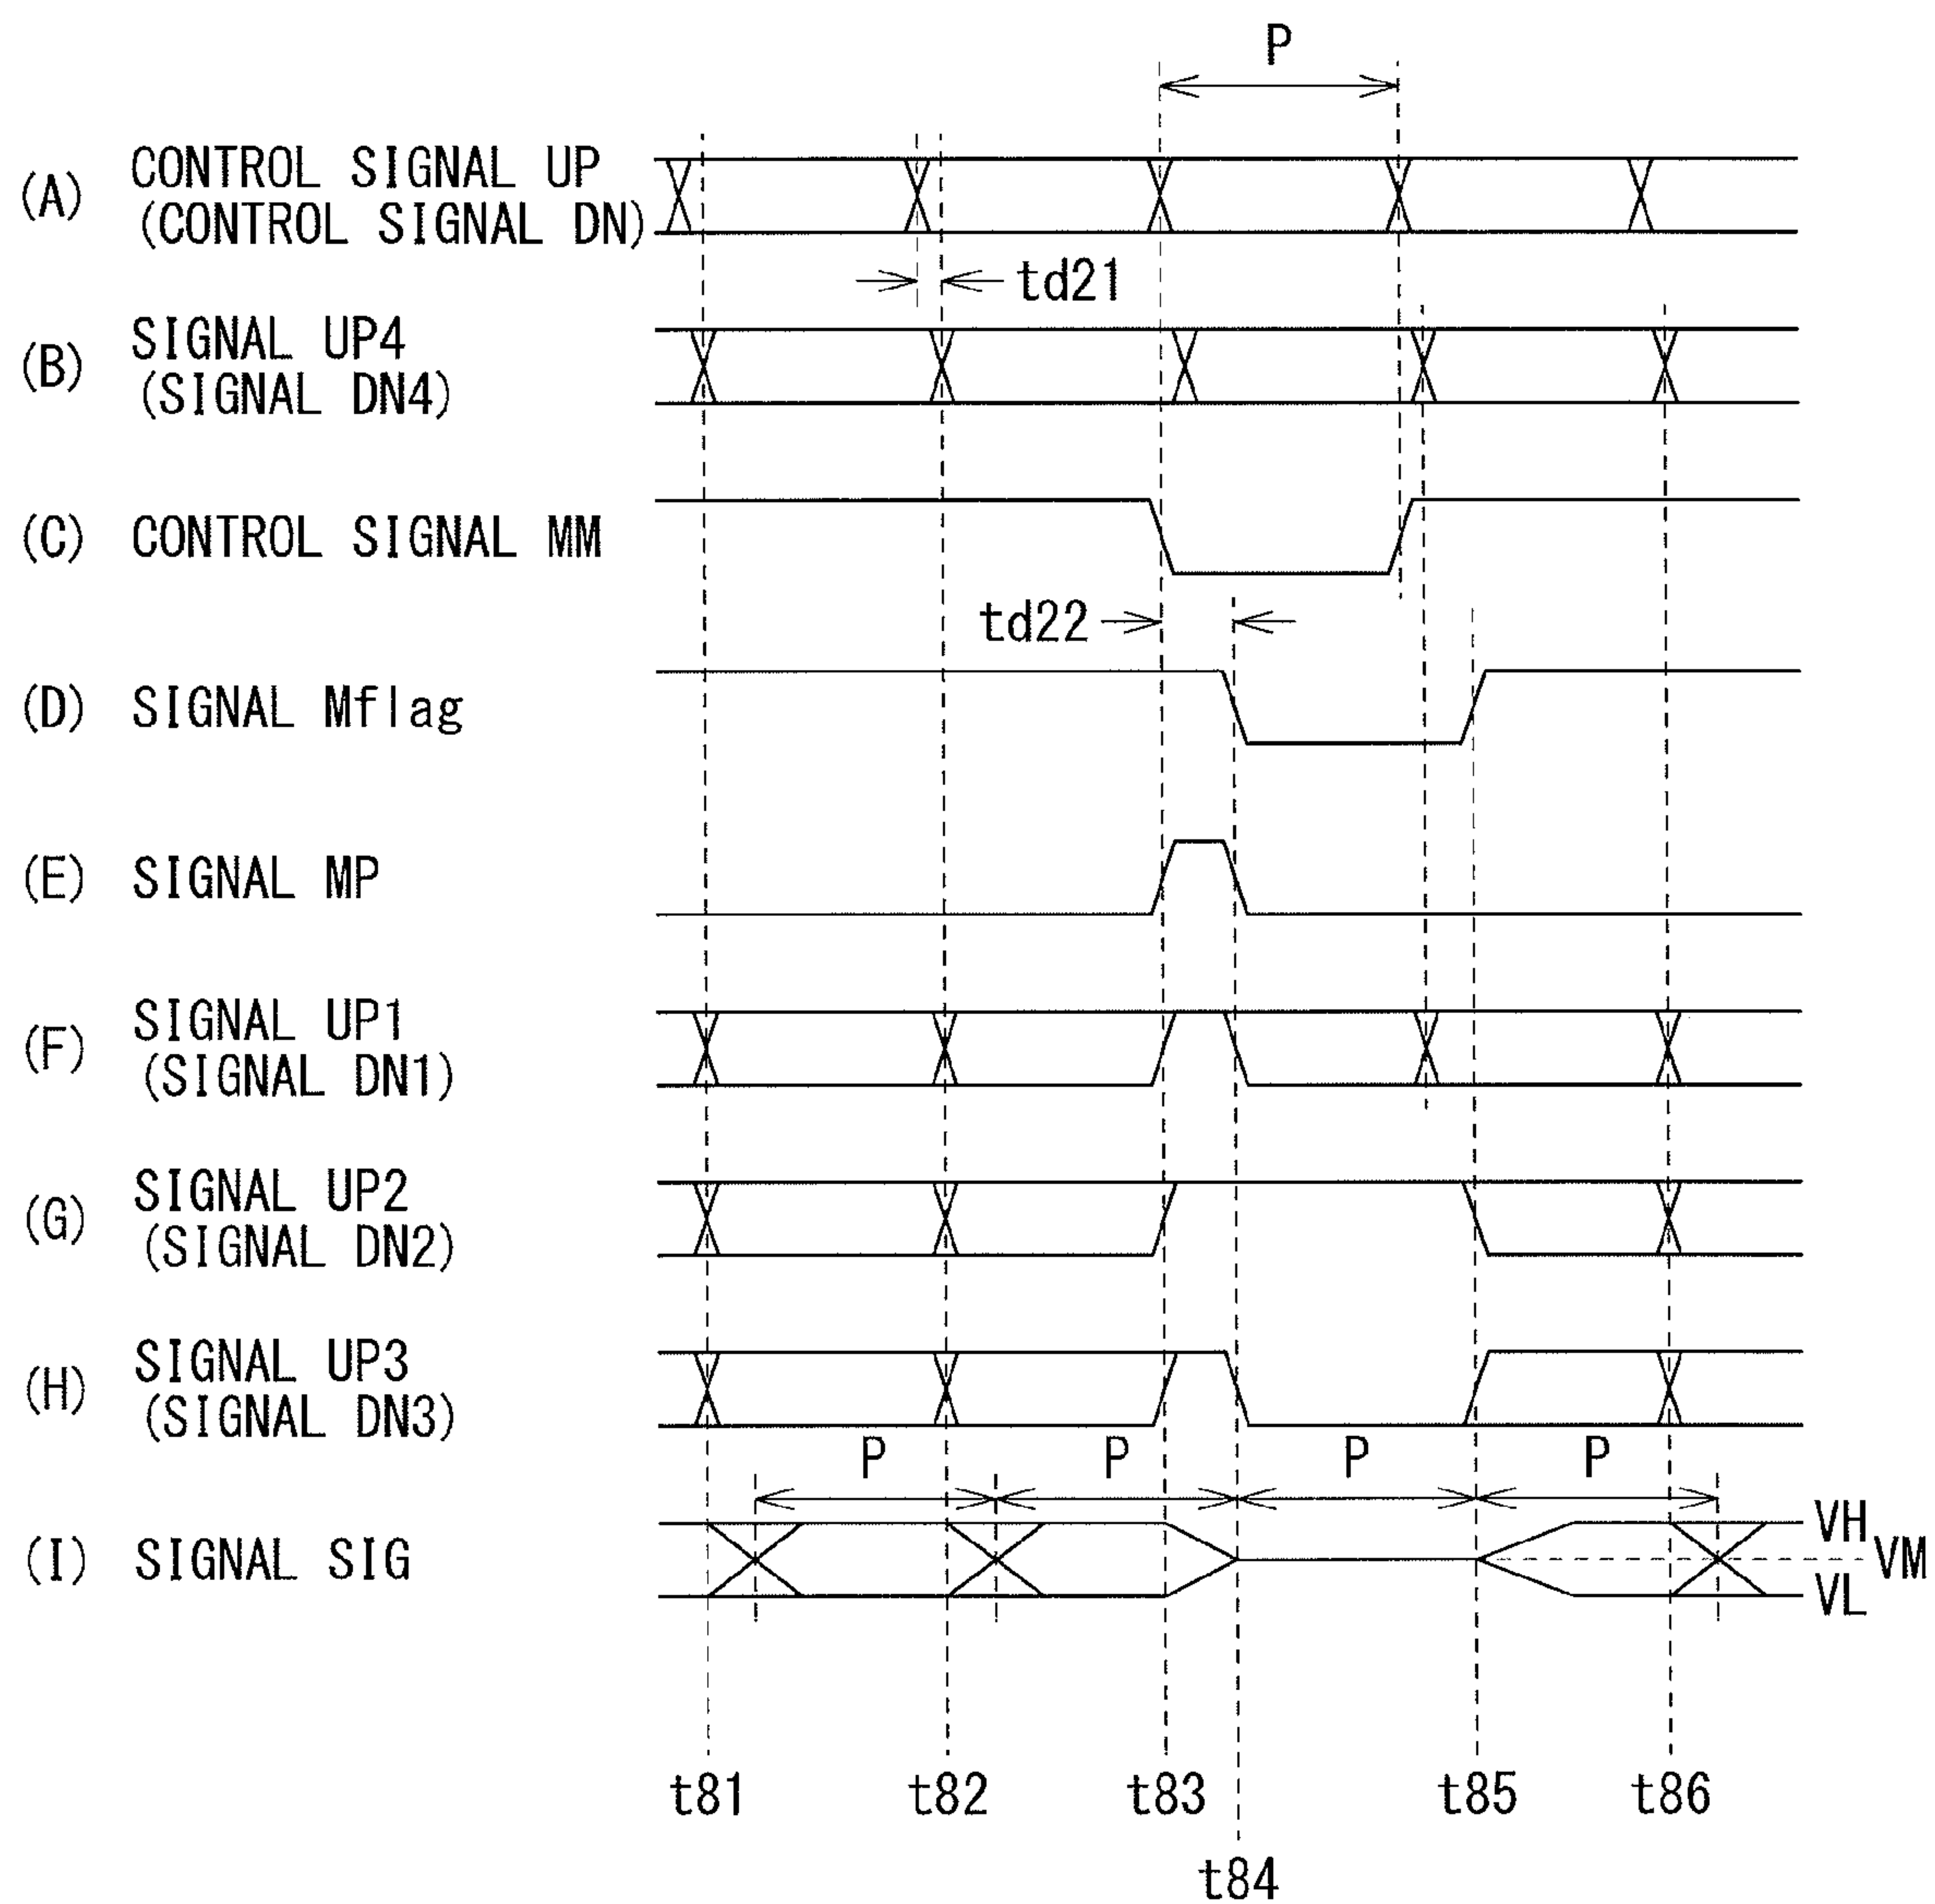 P
(A) CONTROL SIGNAL UP
(CONTROL SIGNAL DN)
td21
(B) SIGNAL UP4
(SIGNAL DN4)
(C) CONTROL SIGNAL MM
td22
(D) SIGNAL Mflag
(E) SIGNAL MP
(F) SIGNAL UP1
(SIGNAL DN1)
(G) SIGNAL UP2
(SIGNAL DN2)
(H) SIGNAL UP3
(SIGNAL DN3)
P P P P
(I) SIGNAL SIG
VH
VM
VL
t81 t82 t83 t85 t86
t84